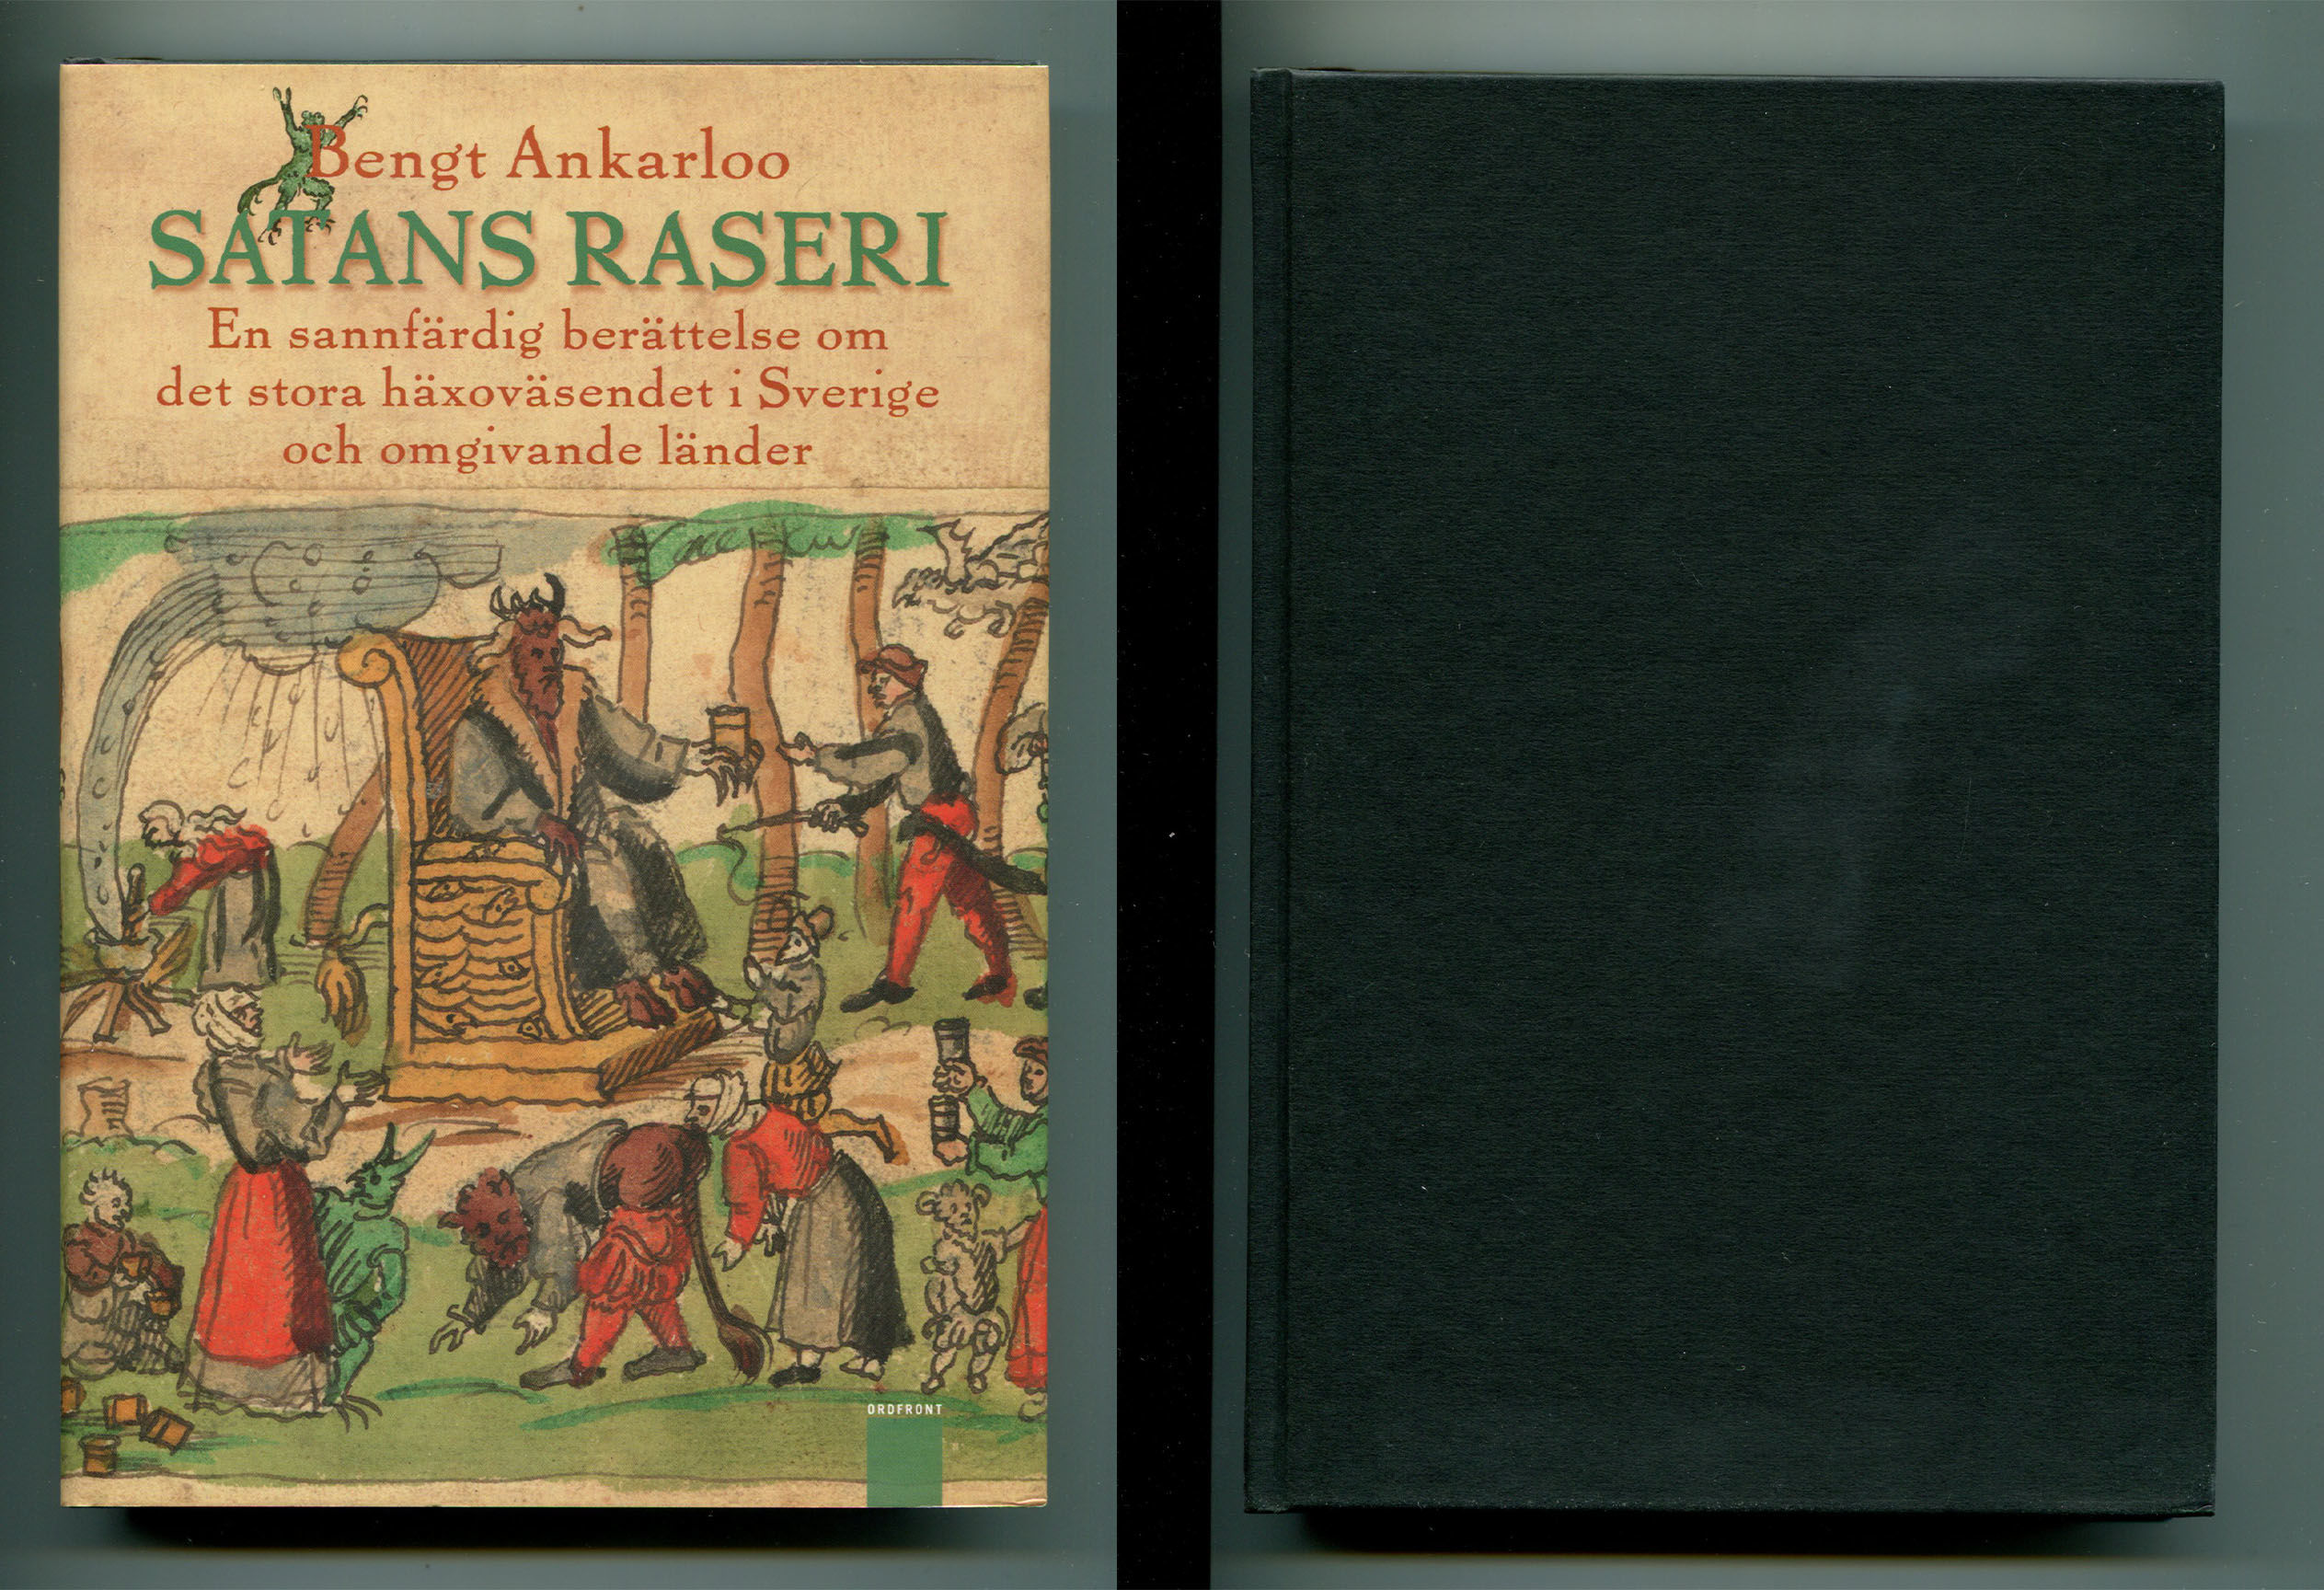 Bengt Ankarloo
SATANS RASERI
En sannfärdig berättelse om
det stora häxoväsendet i Sverige
och omgivande länder
ORDFRONT